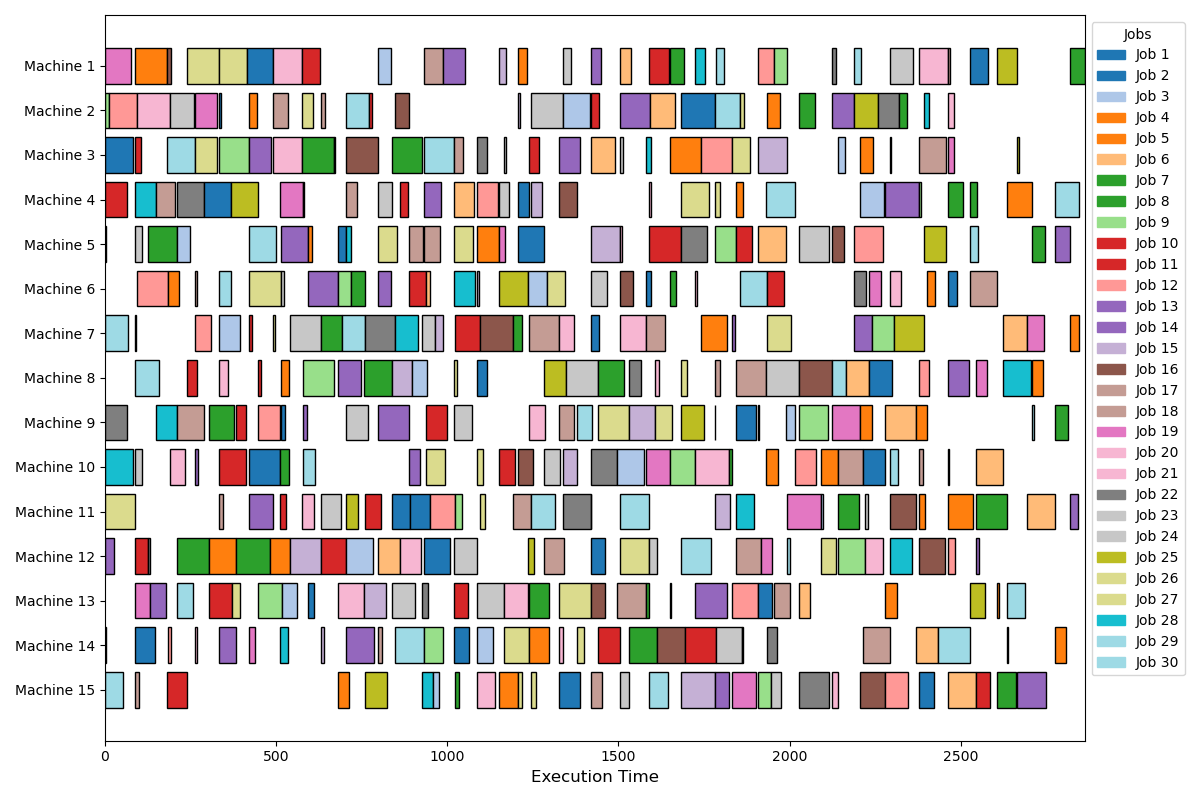 Machine 1
Machine 2
Machine 3
Machine 4
Machine 5
Machine 6
Machine 7
Machine 8
Machine 9
Machine 10
Machine 11
Machine 12
Machine 13
Machine 14
Machine 15
0 500 1000 1500 2000 2500
Execution Time
Jobs
Job 1
Job 2
Job 3
Job 4
Job 5
Job 6
Job 7
Job 8
Job 9
Job 10
Job 11
Job 12
Job 13
Job 14
Job 15
Job 16
Job 17
Job 18
Job 19
Job 20
Job 21
Job 22
Job 23
Job 24
Job 25
Job 26
Job 27
Job 28
Job 29
Job 30